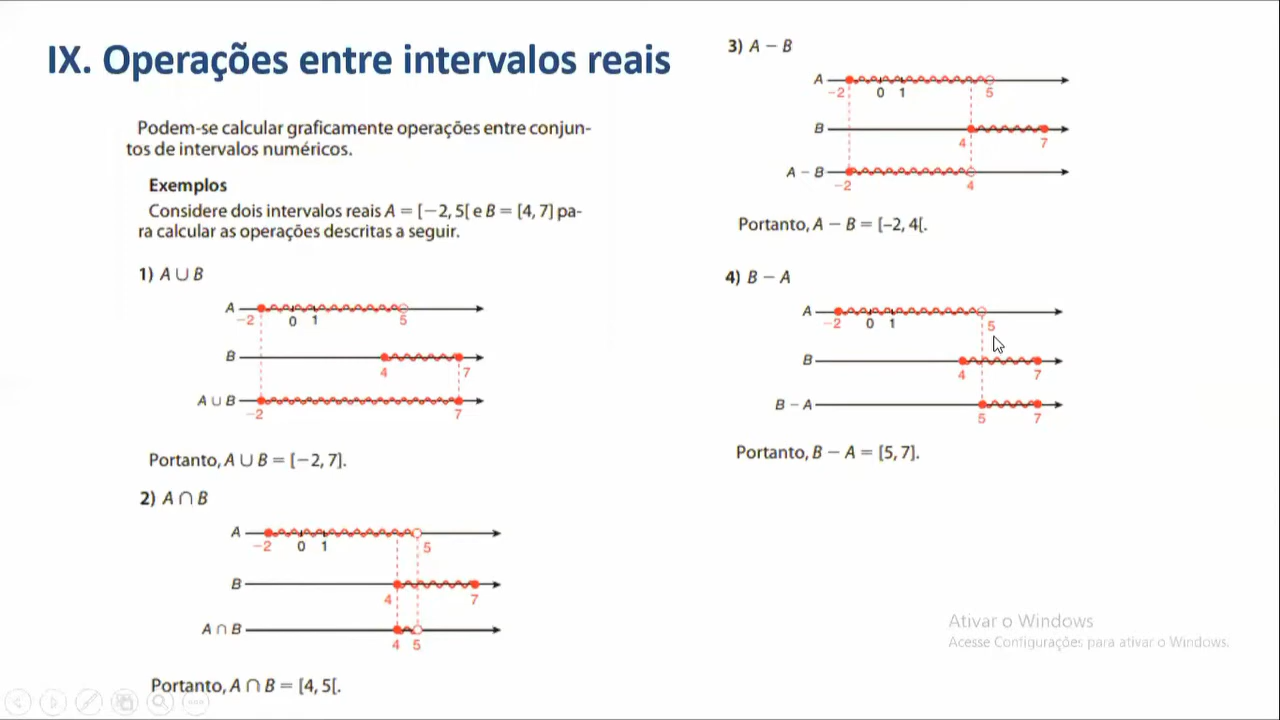 IX. Operações entre intervalos reais
Podem-se calcular graficamente operações entre conjun-
tos de intervalos numéricos.
Exemplos
Considere dois intervalos reais A = [−2, 5[ e B = [4, 7] pa-
ra calcular as operações descritas a seguir.
1) A ∪ B
A
−2 0 1 5
B
4 7
A ∪ B
−2 7
Portanto, A ∪ B = [−2, 7].
2) A ∩ B
A
−2 0 1 5
B
4 7
A ∩ B
4 5
Portanto, A ∩ B = [4, 5[.
3) A − B
A
−2 0 1 5
B
4 7
A − B
−2 4
Portanto, A − B = [−2, 4[.
4) B − A
A
−2 0 1 5
B
4 7
B − A
5 7
Portanto, B − A = [5, 7].
Ativar o Windows
Acesse Configurações para ativar o Windows.